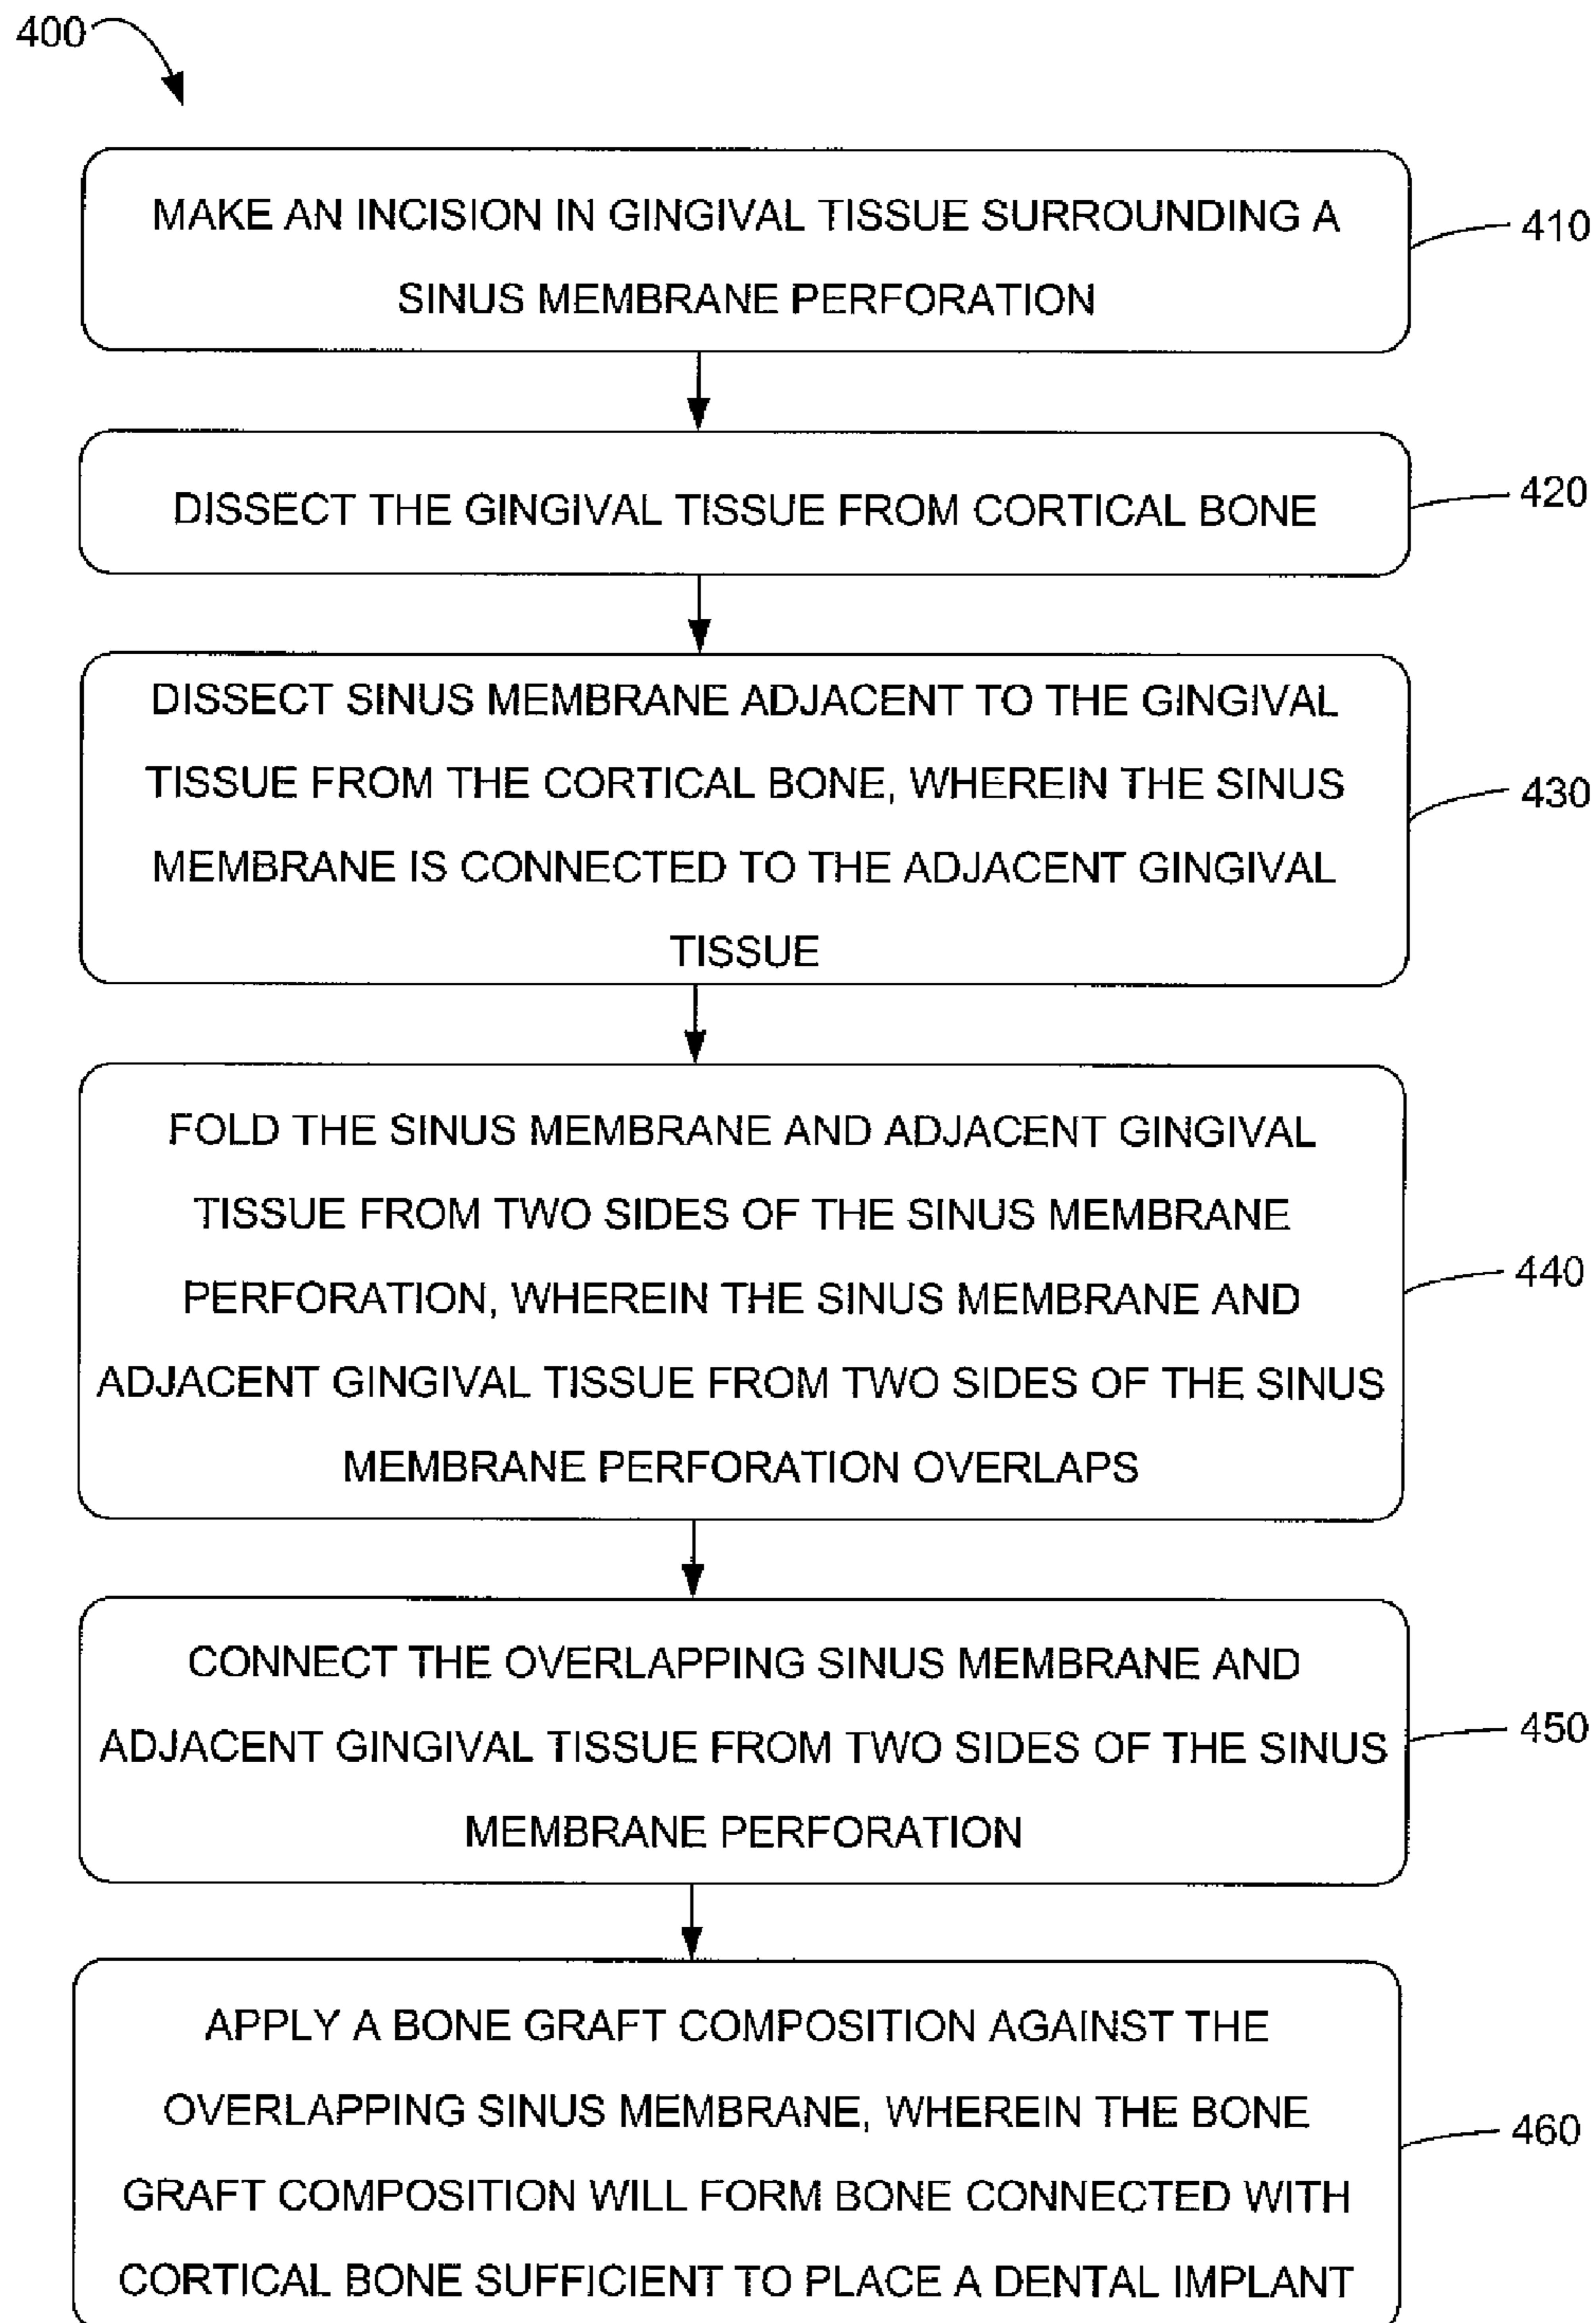 400
MAKE AN INCISION IN GINGIVAL TISSUE SURROUNDING A
SINUS MEMBRANE PERFORATION
410
DISSECT THE GINGIVAL TISSUE FROM CORTICAL BONE
420
DISSECT SINUS MEMBRANE ADJACENT TO THE GINGIVAL
TISSUE FROM THE CORTICAL BONE, WHEREIN THE SINUS
MEMBRANE IS CONNECTED TO THE ADJACENT GINGIVAL
TISSUE
430
FOLD THE SINUS MEMBRANE AND ADJACENT GINGIVAL
TISSUE FROM TWO SIDES OF THE SINUS MEMBRANE
PERFORATION, WHEREIN THE SINUS MEMBRANE AND
ADJACENT GINGIVAL TISSUE FROM TWO SIDES OF THE SINUS
MEMBRANE PERFORATION OVERLAPS
440
CONNECT THE OVERLAPPING SINUS MEMBRANE AND
ADJACENT GINGIVAL TISSUE FROM TWO SIDES OF THE SINUS
MEMBRANE PERFORATION
450
APPLY A BONE GRAFT COMPOSITION AGAINST THE
OVERLAPPING SINUS MEMBRANE, WHEREIN THE BONE
GRAFT COMPOSITION WILL FORM BONE CONNECTED WITH
CORTICAL BONE SUFFICIENT TO PLACE A DENTAL IMPLANT
460